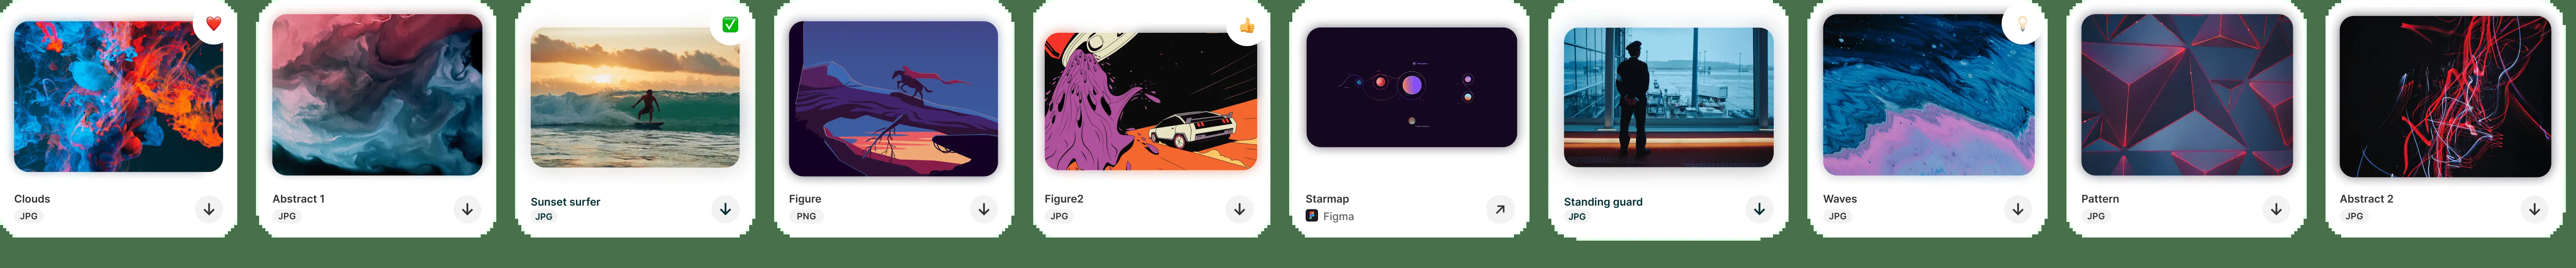 Clouds
JPG
Abstract 1
JPG
Sunset surfer
JPG
Figure
PNG
Figure2
JPG
Starmap
Figma
Standing guard
JPG
Waves
JPG
Pattern
JPG
Abstract 2
JPG